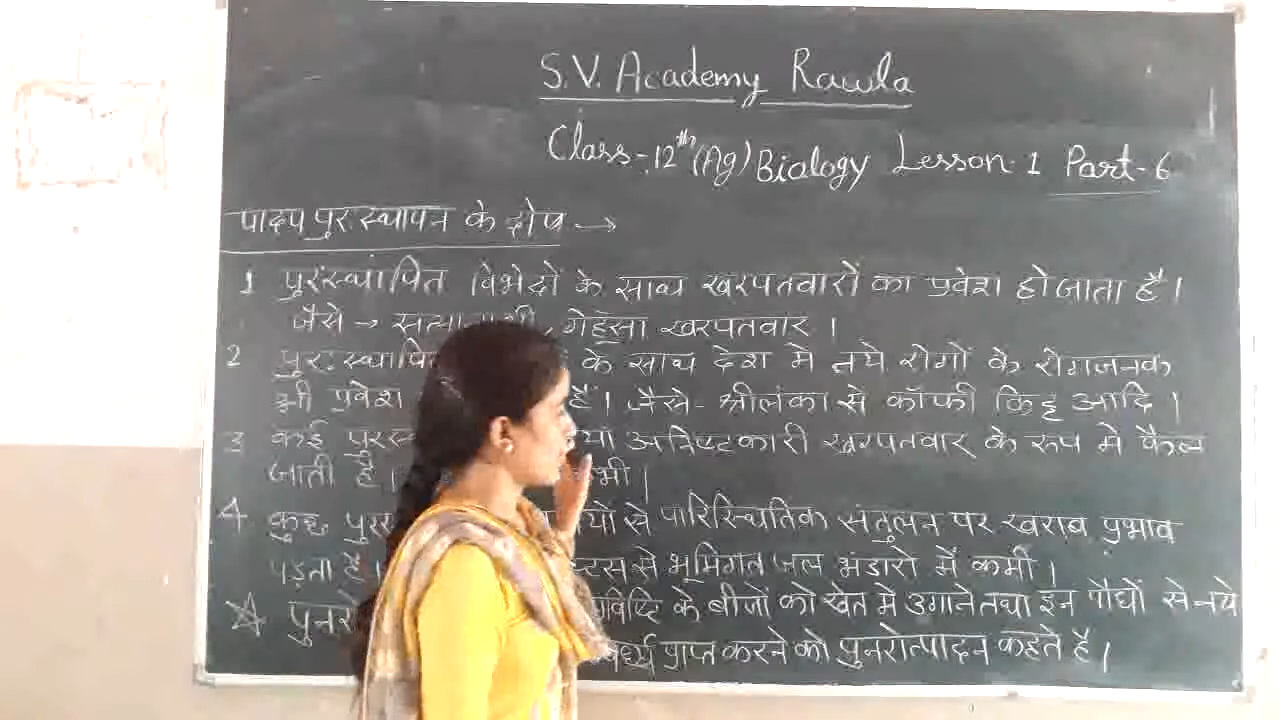 S.V. Academy Rawla
Class-12th (Ag) Biology Lesson-1 Part-6
पादप पुर:स्थापन के दोष →
1 पुरःस्थापित विभेदों के साथ खरपतवारों का प्रवेश हो जाता है।
जैसे → गेहूंसा खरपतवार।
2 के साथ देश मे नये रोगों के रोगजनक
भी प्रवेश हैं। जैसे- श्रीलंका से कॉफी किट्ट आदि।
3 कई अनिष्टकारी खरपतवार के रूप मे फैल
जाती है।
4 कुछ से पारिस्थितिक संतुलन पर खराब प्रभाव
पड़ता है। से भूमिगत जल भंडारो में कमी।
के बीजों को खेत मे उगाने तथा इन पौधों से नये
प्राप्त करने को पुनरोत्पादन कहते है।